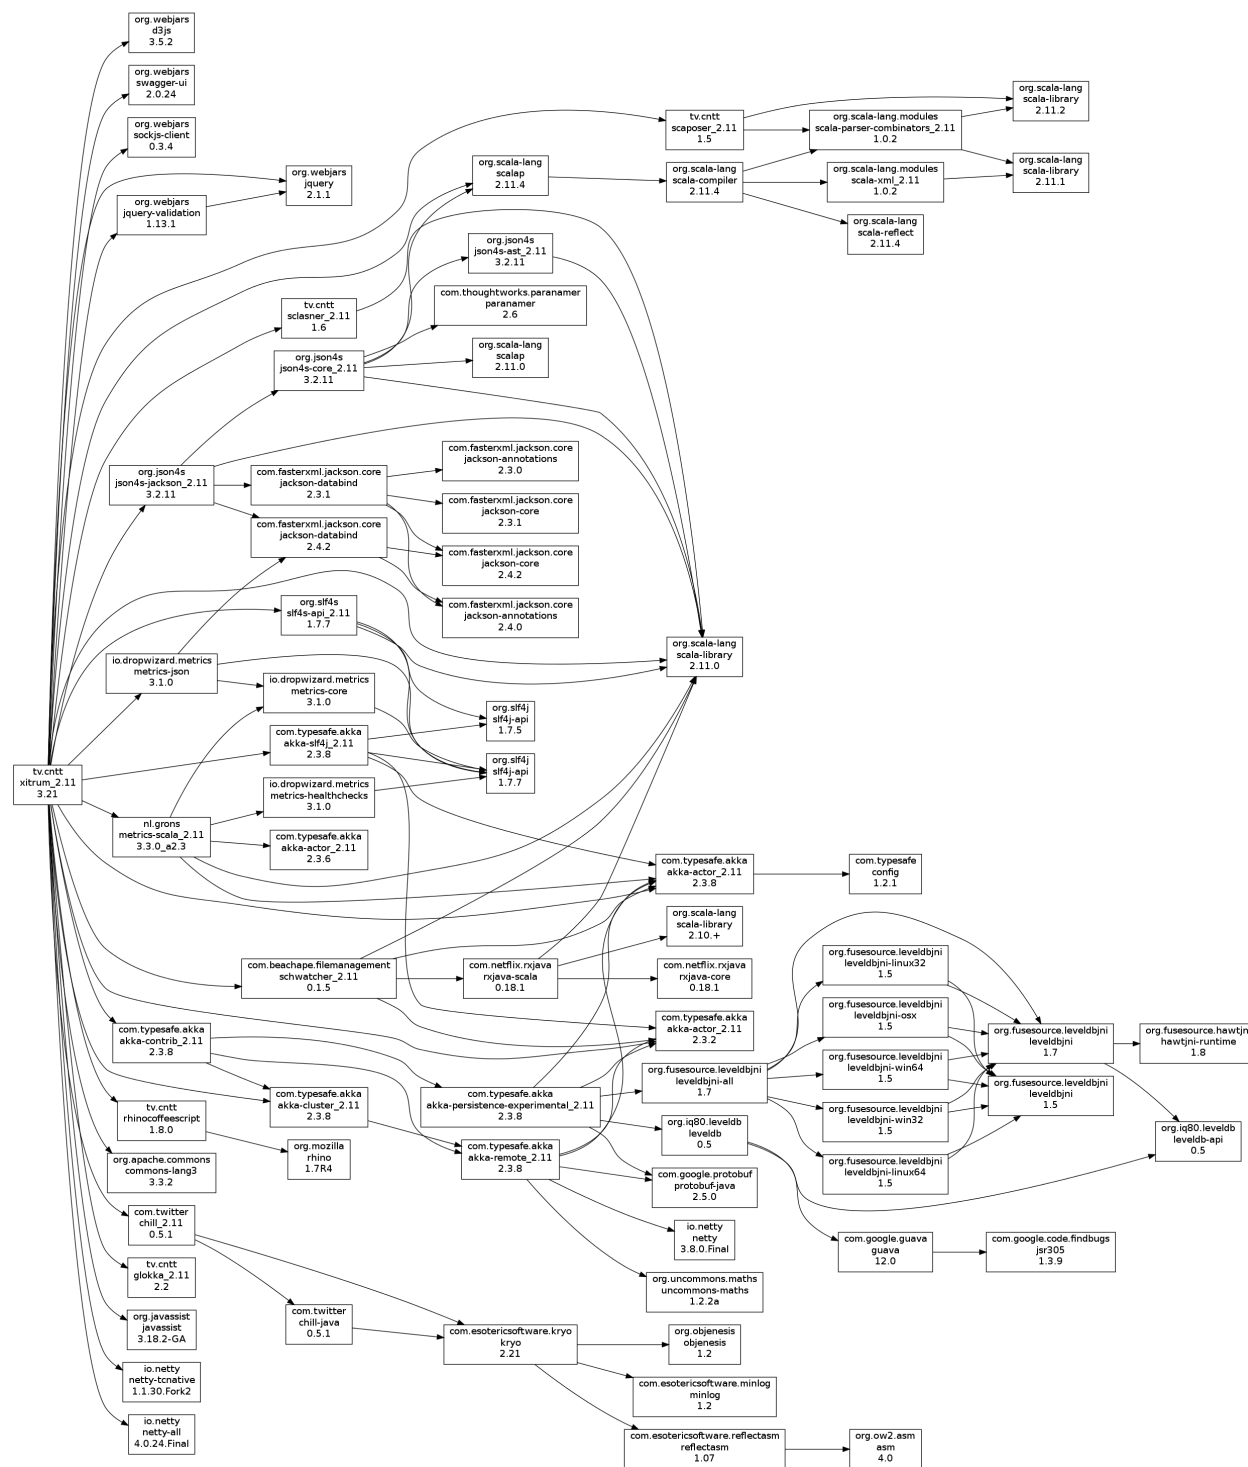 org.webjars
d3js
3.5.2
org.webjars
swagger-ui
2.0.24
org.webjars
sockjs-client
0.3.4
org.webjars
jquery
2.1.1
org.webjars
jquery-validation
1.13.1
org.scala-lang
scalap
2.11.4
tv.cntt
scaposer_2.11
1.5
org.scala-lang
scala-compiler
2.11.4
org.scala-lang.modules
scala-parser-combinators_2.11
1.0.2
org.scala-lang.modules
scala-xml_2.11
1.0.2
org.scala-lang
scala-reflect
2.11.4
org.scala-lang
scala-library
2.11.2
org.scala-lang
scala-library
2.11.1
org.json4s
json4s-ast_2.11
3.2.11
com.thoughtworks.paranamer
paranamer
2.6
tv.cntt
sclasner_2.11
1.6
org.json4s
json4s-core_2.11
3.2.11
org.scala-lang
scalap
2.11.0
org.json4s
json4s-jackson_2.11
3.2.11
com.fasterxml.jackson.core
jackson-databind
2.3.1
com.fasterxml.jackson.core
jackson-databind
2.4.2
com.fasterxml.jackson.core
jackson-annotations
2.3.0
com.fasterxml.jackson.core
jackson-core
2.3.1
com.fasterxml.jackson.core
jackson-core
2.4.2
com.fasterxml.jackson.core
jackson-annotations
2.4.0
org.slf4s
slf4s-api_2.11
1.7.7
org.scala-lang
scala-library
2.11.0
io.dropwizard.metrics
metrics-json
3.1.0
io.dropwizard.metrics
metrics-core
3.1.0
org.slf4j
slf4j-api
1.7.5
com.typesafe.akka
akka-slf4j_2.11
2.3.8
org.slf4j
slf4j-api
1.7.7
tv.cntt
xitrum_2.11
3.21
io.dropwizard.metrics
metrics-healthchecks
3.1.0
nl.grons
metrics-scala_2.11
3.3.0_a2.3
com.typesafe.akka
akka-actor_2.11
2.3.6
com.typesafe.akka
akka-actor_2.11
2.3.8
com.typesafe
config
1.2.1
org.scala-lang
scala-library
2.10.+
com.beachape.filemanagement
schwatcher_2.11
0.1.5
com.netflix.rxjava
rxjava-scala
0.18.1
com.netflix.rxjava
rxjava-core
0.18.1
com.typesafe.akka
akka-actor_2.11
2.3.2
org.fusesource.leveldbjni
leveldbjni-linux32
1.5
org.fusesource.leveldbjni
leveldbjni-osx
1.5
org.fusesource.leveldbjni
leveldbjni-win64
1.5
org.fusesource.leveldbjni
leveldbjni-win32
1.5
org.fusesource.leveldbjni
leveldbjni-linux64
1.5
org.fusesource.leveldbjni
leveldbjni
1.7
org.fusesource.leveldbjni
leveldbjni
1.5
org.fusesource.hawtjni
hawtjni-runtime
1.8
org.iq80.leveldb
leveldb-api
0.5
com.typesafe.akka
akka-contrib_2.11
2.3.8
com.typesafe.akka
akka-cluster_2.11
2.3.8
com.typesafe.akka
akka-persistence-experimental_2.11
2.3.8
org.fusesource.leveldbjni
leveldbjni-all
1.7
org.iq80.leveldb
leveldb
0.5
tv.cntt
rhinocoffeescript
1.8.0
org.mozilla
rhino
1.7R4
com.typesafe.akka
akka-remote_2.11
2.3.8
com.google.protobuf
protobuf-java
2.5.0
org.apache.commons
commons-lang3
3.3.2
io.netty
netty
3.8.0.Final
com.google.guava
guava
12.0
com.google.code.findbugs
jsr305
1.3.9
com.twitter
chill_2.11
0.5.1
org.uncommons.maths
uncommons-maths
1.2.2a
tv.cntt
glokka_2.11
2.2
org.javassist
javassist
3.18.2-GA
com.twitter
chill-java
0.5.1
com.esotericsoftware.kryo
kryo
2.21
org.objenesis
objenesis
1.2
io.netty
netty-tcnative
1.1.30.Fork2
com.esotericsoftware.minlog
minlog
1.2
io.netty
netty-all
4.0.24.Final
com.esotericsoftware.reflectasm
reflectasm
1.07
org.ow2.asm
asm
4.0